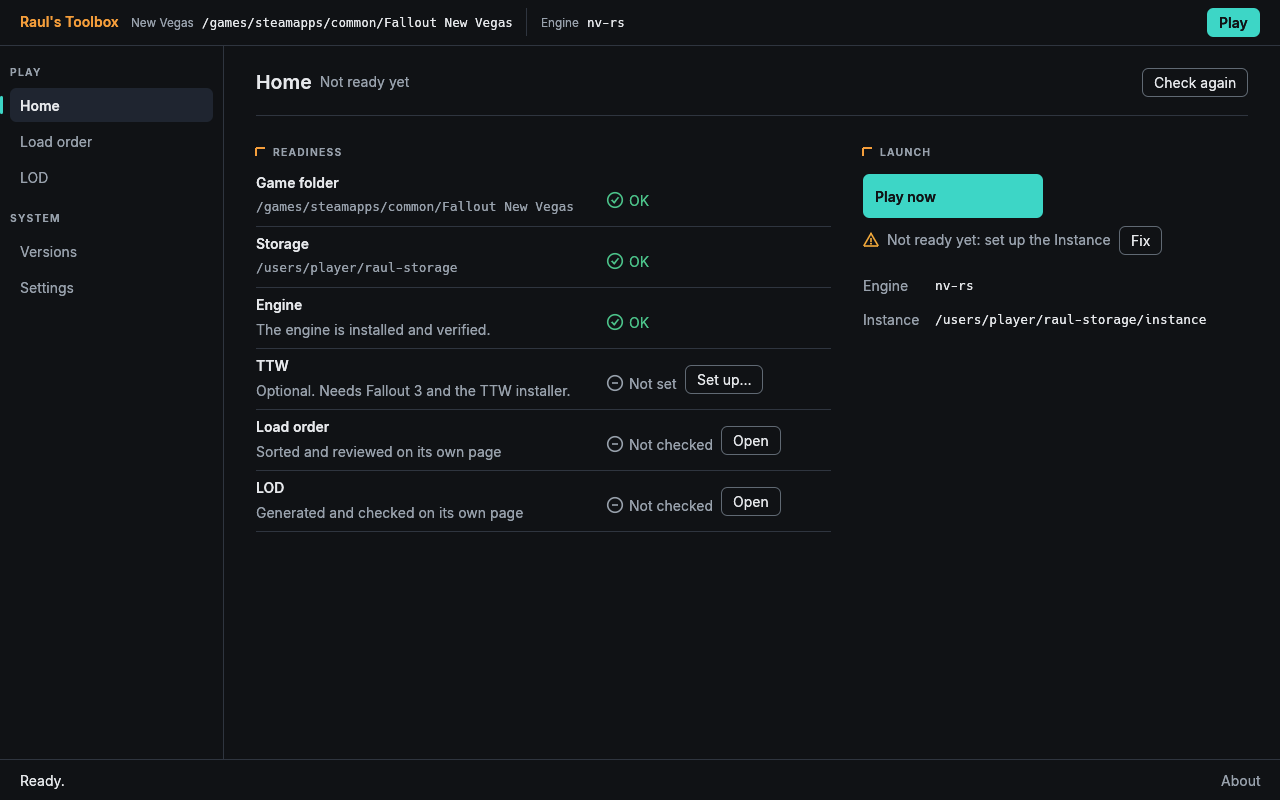 Raul's Toolbox New Vegas /games/steamapps/common/Fallout New Vegas Engine nv-rs Play
PLAY
Home
Load order
LOD
SYSTEM
Versions
Settings
Home Not ready yet Check again
READINESS
Game folder
/games/steamapps/common/Fallout New Vegas OK
Storage
/users/player/raul-storage OK
Engine
The engine is installed and verified. OK
TTW
Optional. Needs Fallout 3 and the TTW installer. Not set Set up...
Load order
Sorted and reviewed on its own page Not checked Open
LOD
Generated and checked on its own page Not checked Open
LAUNCH
Play now
Not ready yet: set up the Instance Fix
Engine nv-rs
Instance /users/player/raul-storage/instance
Ready. About